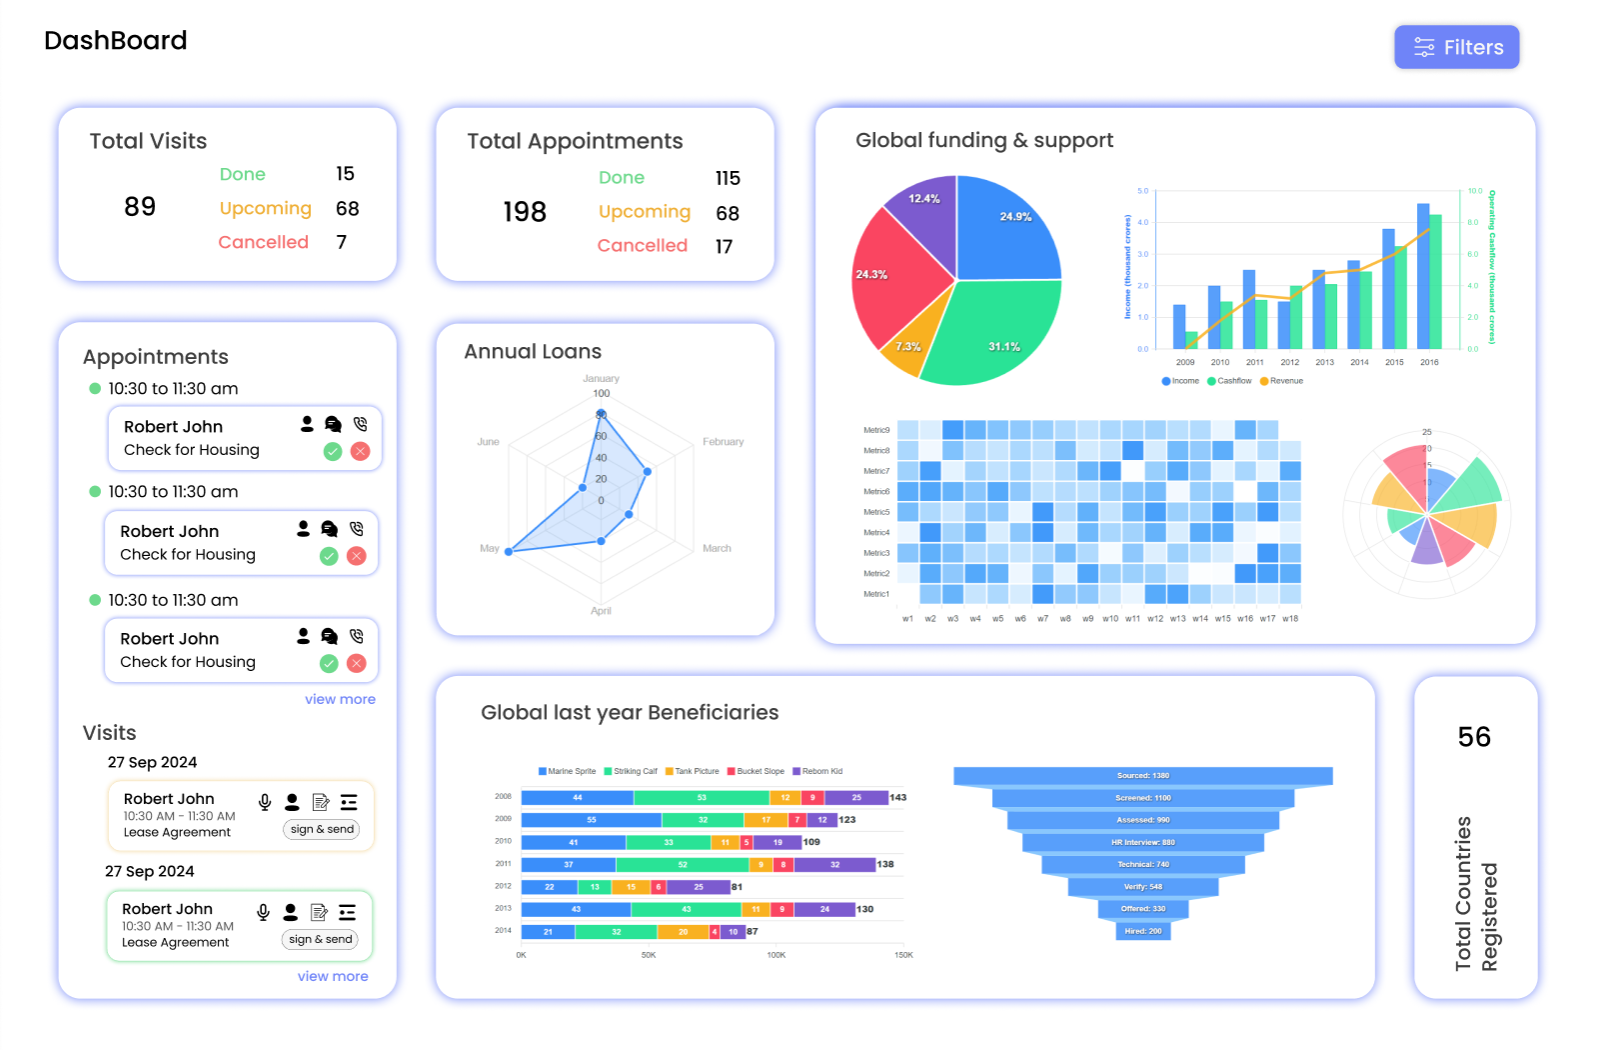 DashBoard
Filters
Total Visits
89
Done 15
Upcoming 68
Cancelled 7
Total Appointments
198
Done 115
Upcoming 68
Cancelled 17
Global funding & support
24.9%
31.1%
7.3%
24.3%
12.4%
Income (thousand crores)
5.0
4.0
3.0
2.0
1.0
0.0
10.0
8.0
6.0
4.0
2.0
0.0
Operating Cashflow (thousand crores)
2009 2010 2011 2012 2013 2014 2015 2016
Income Cashflow Revenue
Metric9
Metric8
Metric7
Metric6
Metric5
Metric4
Metric3
Metric2
Metric1
w1 w2 w3 w4 w5 w6 w7 w8 w9 w10 w11 w12 w13 w14 w15 w16 w17 w18
25
20
15
10
5
Appointments
10:30 to 11:30 am
Robert John
Check for Housing
10:30 to 11:30 am
Robert John
Check for Housing
10:30 to 11:30 am
Robert John
Check for Housing
view more
Visits
27 Sep 2024
Robert John
10:30 AM - 11:30 AM
Lease Agreement
sign & send
27 Sep 2024
Robert John
10:30 AM - 11:30 AM
Lease Agreement
sign & send
view more
Annual Loans
January
February
March
April
May
June
100
80
60
40
20
0
Global last year Beneficiaries
Marine Sprite Striking Calf Tank Picture Bucket Slope Reborn Kid
2008 44 53 12 9 25 143
2009 55 32 17 7 12 123
2010 41 33 11 5 19 109
2011 37 52 9 8 32 138
2012 22 13 15 6 25 81
2013 43 43 11 9 24 130
2014 21 32 20 4 10 87
0K 50K 100K 150K
Sourced: 1380
Screened: 1100
Assessed: 990
HR Interview: 880
Technical: 740
Verify: 548
Offered: 330
Hired: 200
56
Total Countries
Registered